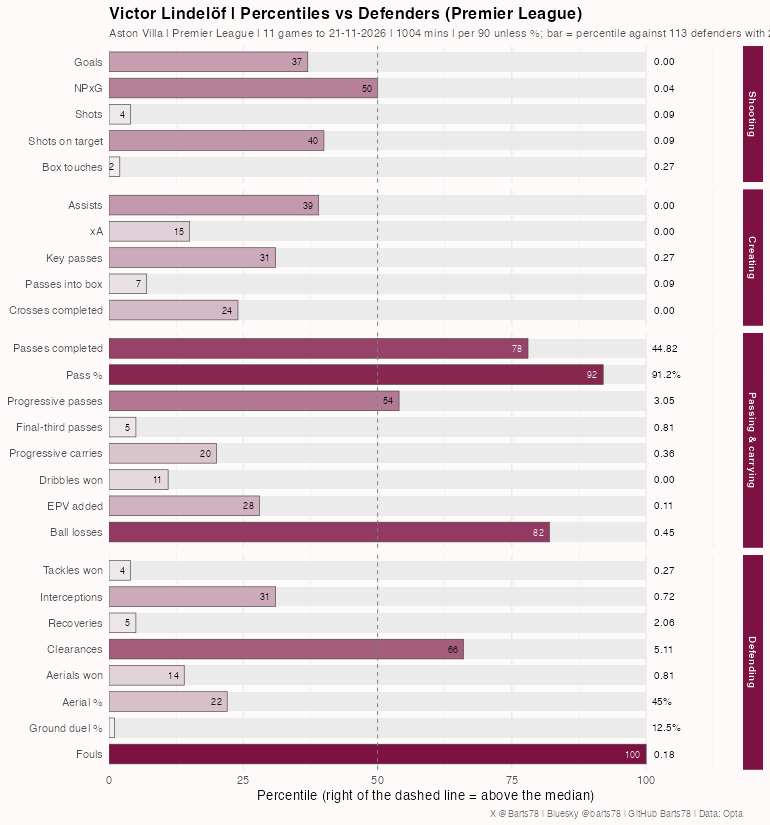 Victor Lindelöf | Percentiles vs Defenders (Premier League)
Aston Villa | Premier League | 11 games to 21-11-2026 | 1004 mins | per 90 unless %; bar = percentile against 113 defenders with
Goals 37 0.00
NPxG 50 0.04
Shots 4 0.09
Shots on target 40 0.09
Box touches 2 0.27
Shooting
Assists 39 0.00
xA 15 0.00
Key passes 31 0.27
Passes into box 7 0.09
Crosses completed 24 0.00
Creating
Passes completed 78 44.82
Pass % 92 91.2%
Progressive passes 54 3.05
Final-third passes 5 0.81
Progressive carries 20 0.36
Dribbles won 11 0.00
EPV added 28 0.11
Ball losses 82 0.45
Passing & carrying
Tackles won 4 0.27
Interceptions 31 0.72
Recoveries 5 2.06
Clearances 66 5.11
Aerials won 14 0.81
Aerial % 22 45%
Ground duel % 12.5%
Fouls 100 0.18
Defending
0 25 50 75 100
Percentile (right of the dashed line = above the median)
X @Barts78 | Bluesky @barts78 | GitHub Barts78 | Data: Opta